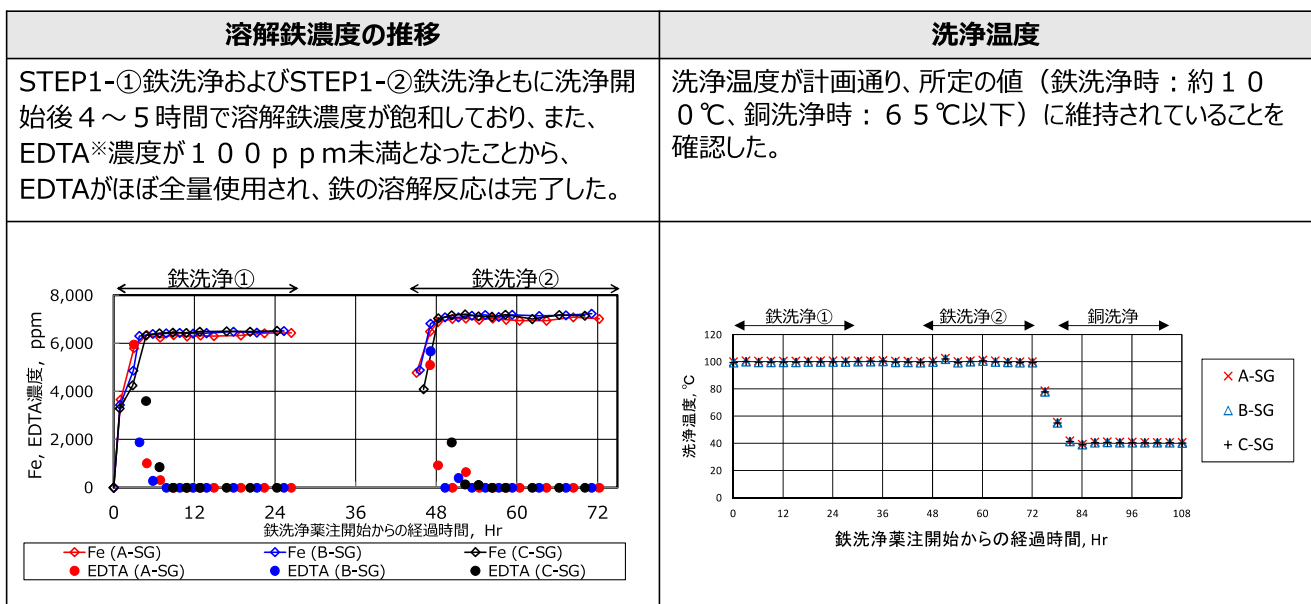 溶解鉄濃度の推移
洗浄温度
STEP1-①鉄洗浄およびSTEP1-②鉄洗浄ともに洗浄開
始後４～５時間で溶解鉄濃度が飽和しており、また、
EDTA※濃度が１００ｐｐｍ未満となったことから、
EDTAがほぼ全量使用され、鉄の溶解反応は完了した。
洗浄温度が計画通り、所定の値（鉄洗浄時：約１０
０℃、銅洗浄時：６５℃以下）に維持されていることを
確認した。
鉄洗浄①
鉄洗浄②
Fe, EDTA濃度, ppm
8,000
6,000
4,000
2,000
0
0 12 24 36 48 60 72
鉄洗浄薬注開始からの経過時間, Hr
Fe (A-SG) Fe (B-SG) Fe (C-SG)
EDTA (A-SG) EDTA (B-SG) EDTA (C-SG)
鉄洗浄① 鉄洗浄② 銅洗浄
洗浄温度, ℃
120
100
80
60
40
20
0
0 12 24 36 48 60 72 84 96 108
鉄洗浄薬注開始からの経過時間, Hr
A-SG
B-SG
C-SG